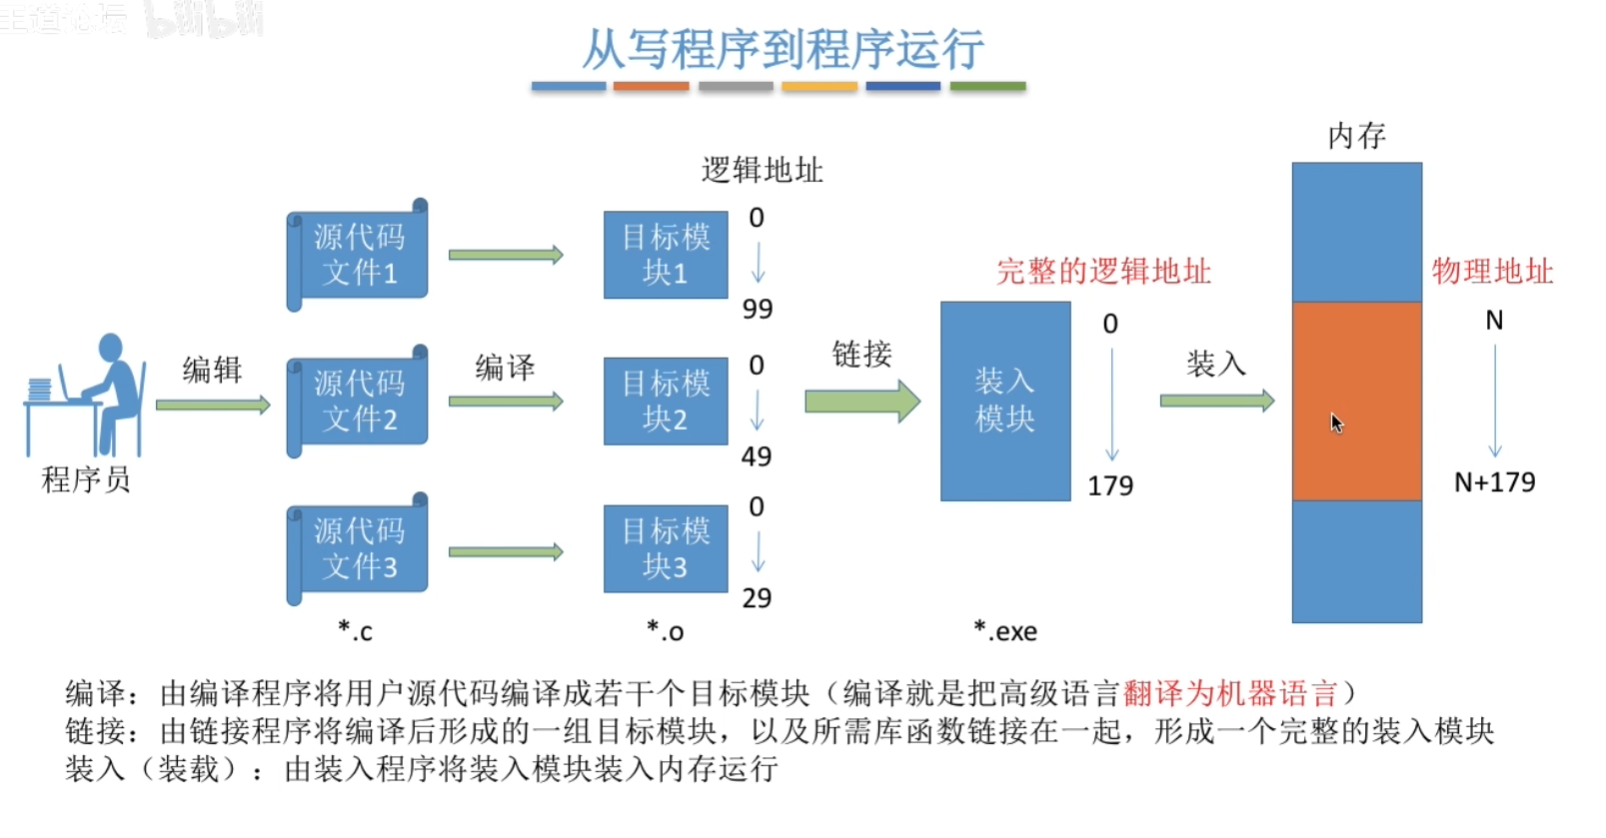 王道论坛 bilibili
从写程序到程序运行
内存
逻辑地址
源代码
文件1
目标模
块1
0
99
完整的逻辑地址
物理地址
程序员
编辑
源代码
文件2
编译
目标模
块2
0
49
链接
装入
模块
0
179
装入
N
N+179
源代码
文件3
目标模
块3
0
29
*.c
*.o
*.exe
编译：由编译程序将用户源代码编译成若干个目标模块（编译就是把高级语言翻译为机器语言）
链接：由链接程序将编译后形成的一组目标模块，以及所需库函数链接在一起，形成一个完整的装入模块
装入（装载）：由装入程序将装入模块装入内存运行